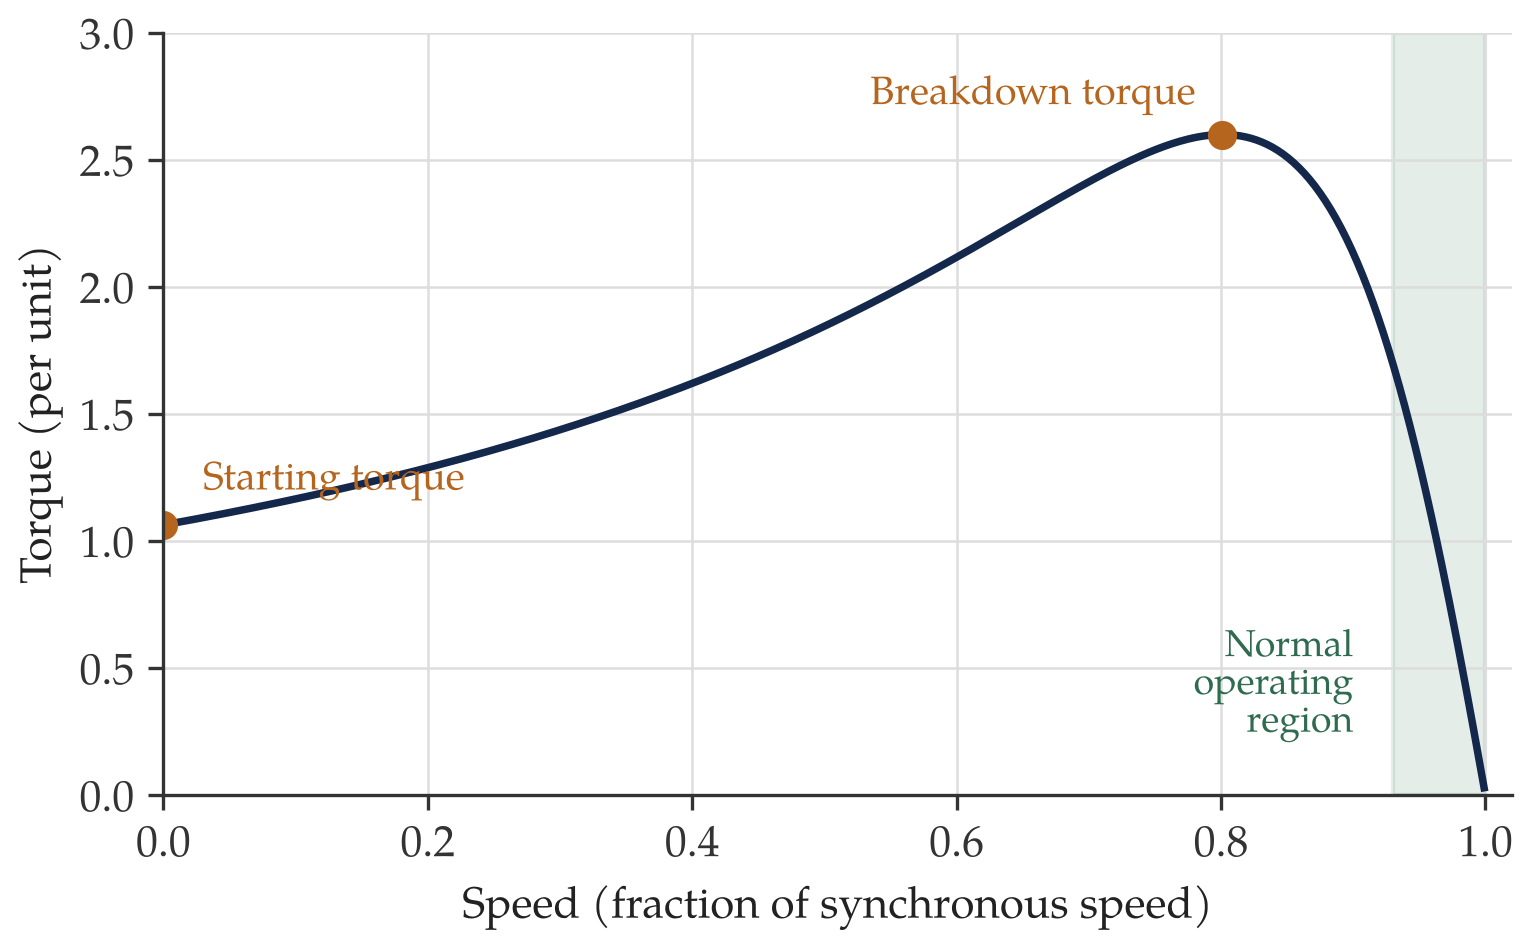 3.0
2.5
2.0
1.5
1.0
0.5
0.0
Torque (per unit)
Breakdown torque
Starting torque
Normal
operating
region
0.0 0.2 0.4 0.6 0.8 1.0
Speed (fraction of synchronous speed)